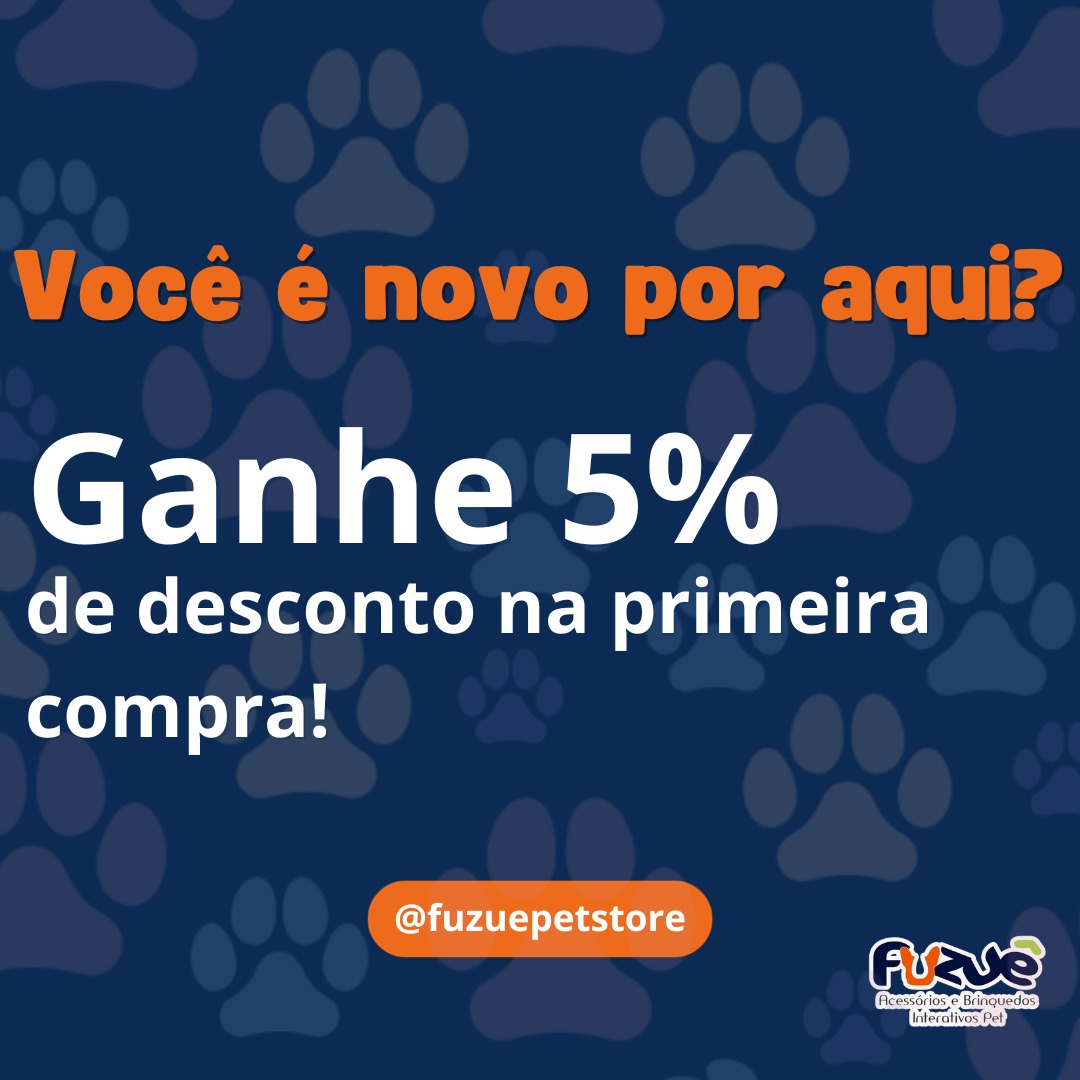 Você é novo por aqui?
Ganhe 5%
de desconto na primeira
compra!
@fuzuepetstore
FUZUÊ
Acessórios e Brinquedos
Interativos Pet